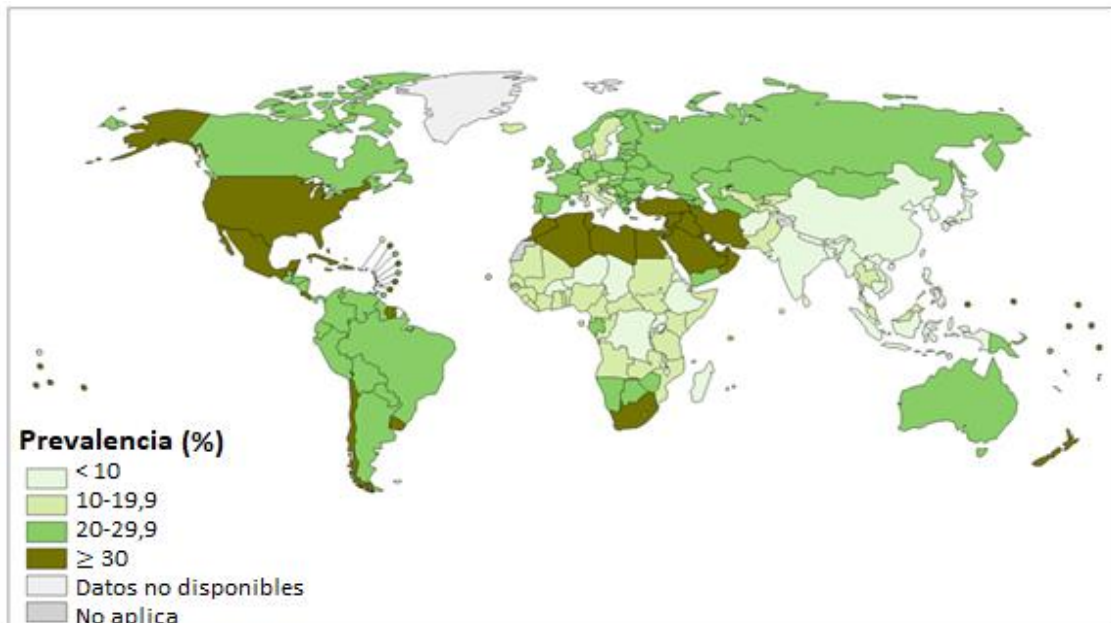 Prevalencia (%)
< 10
10-19,9
20-29,9
≥ 30
Datos no disponibles
No aplica